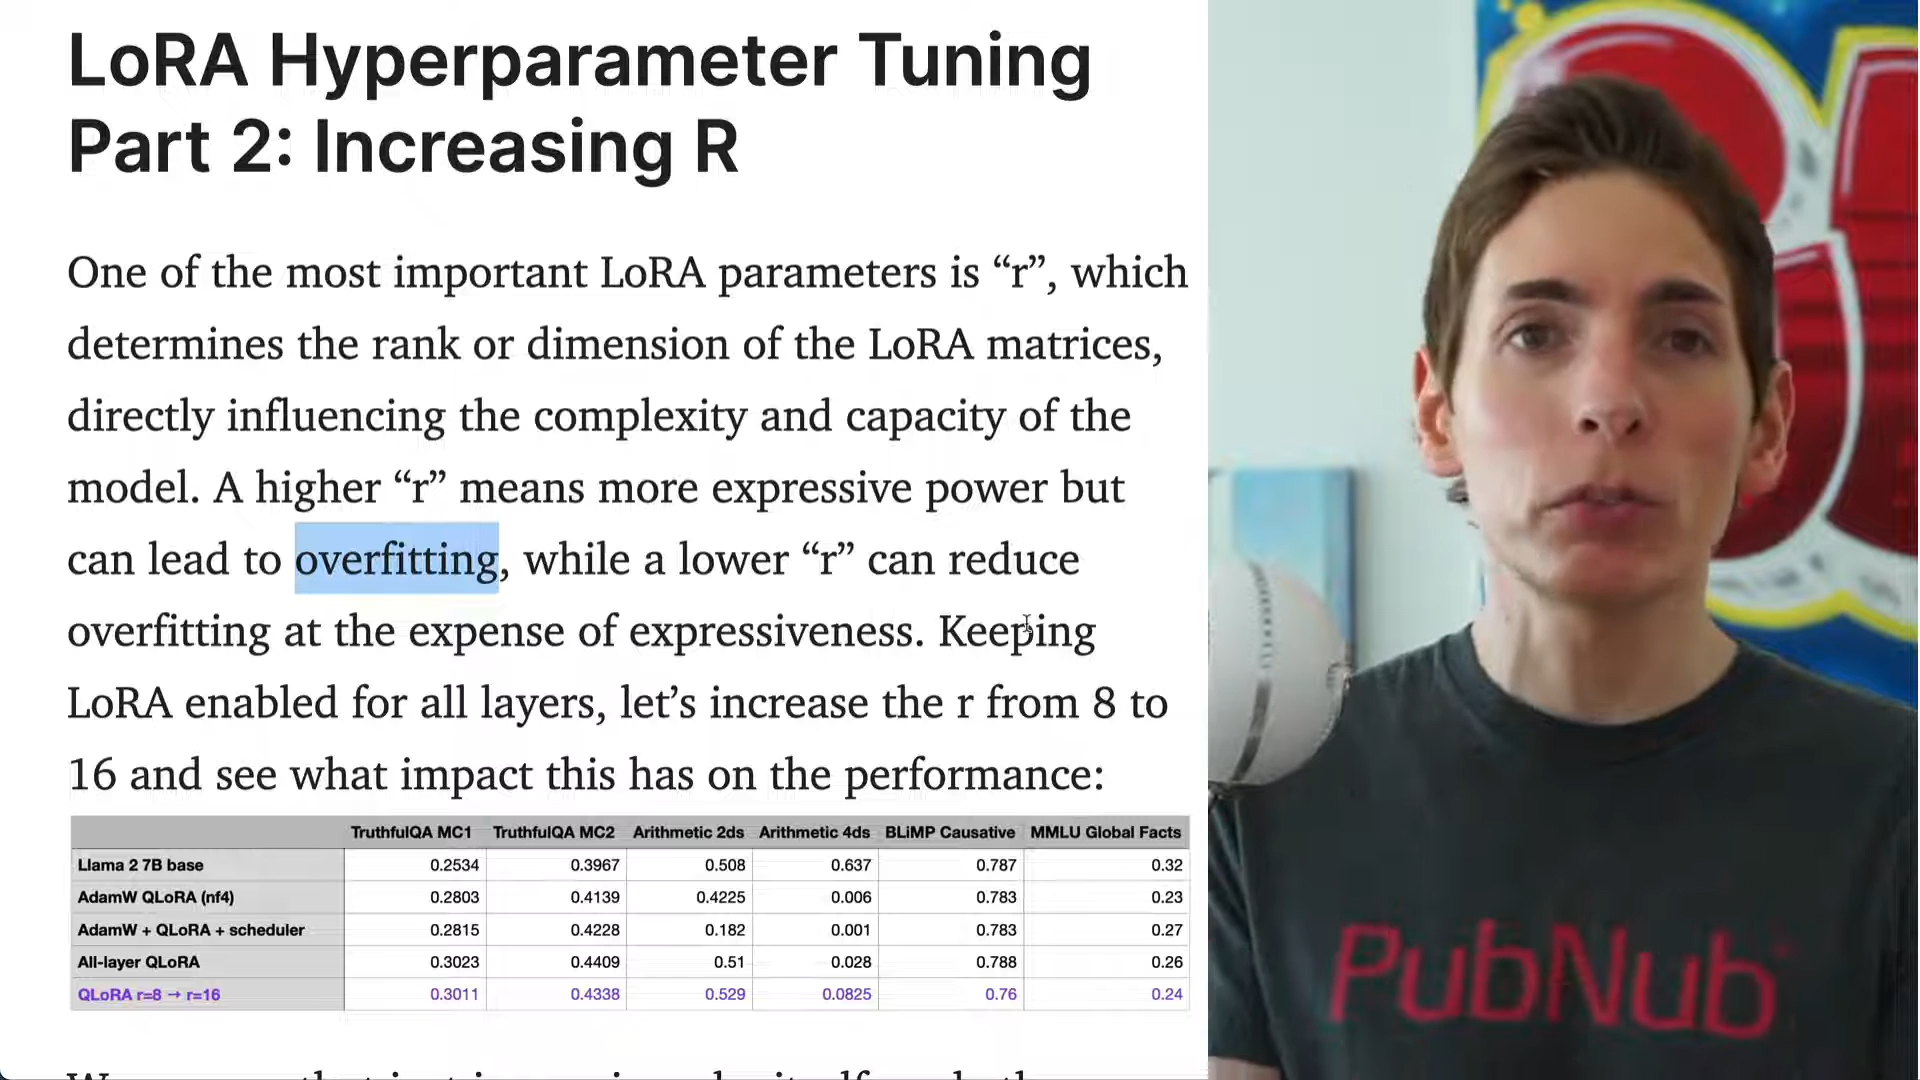 LoRA Hyperparameter Tuning
Part 2: Increasing R
One of the most important LoRA parameters is “r”, which
determines the rank or dimension of the LoRA matrices,
directly influencing the complexity and capacity of the
model. A higher “r” means more expressive power but
can lead to overfitting, while a lower “r” can reduce
overfitting at the expense of expressiveness. Keeping
LoRA enabled for all layers, let’s increase the r from 8 to
16 and see what impact this has on the performance:
TruthfulQA MC1 TruthfulQA MC2 Arithmetic 2ds Arithmetic 4ds BLiMP Causative MMLU Global Facts
Llama 2 7B base 0.2534 0.3967 0.508 0.637 0.787 0.32
AdamW QLoRA (nf4) 0.2803 0.4139 0.4225 0.006 0.783 0.23
AdamW + QLoRA + scheduler 0.2815 0.4228 0.182 0.001 0.783 0.27
All-layer QLoRA 0.3023 0.4409 0.51 0.028 0.788 0.26
QLoRA r=8 → r=16 0.3011 0.4338 0.529 0.0825 0.76 0.24
PubNub